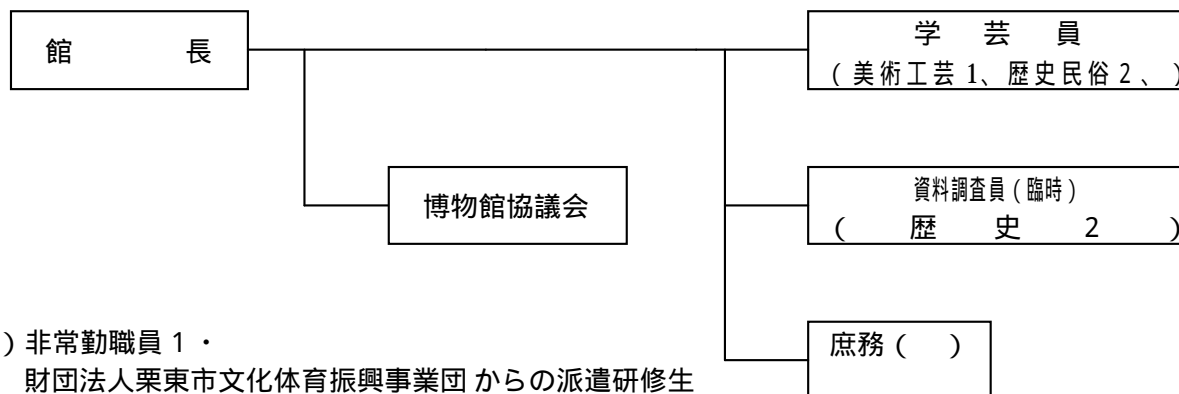 館　　　　長
学　芸　員
(美術工芸 1、歴史民俗２、)
博物館協議会
資料調査員(臨時)
(　　歴　　史　　２　　)
庶務(　)
)非常勤職員１・
財団法人栗東市文化体育振興事業団 からの派遣研修生